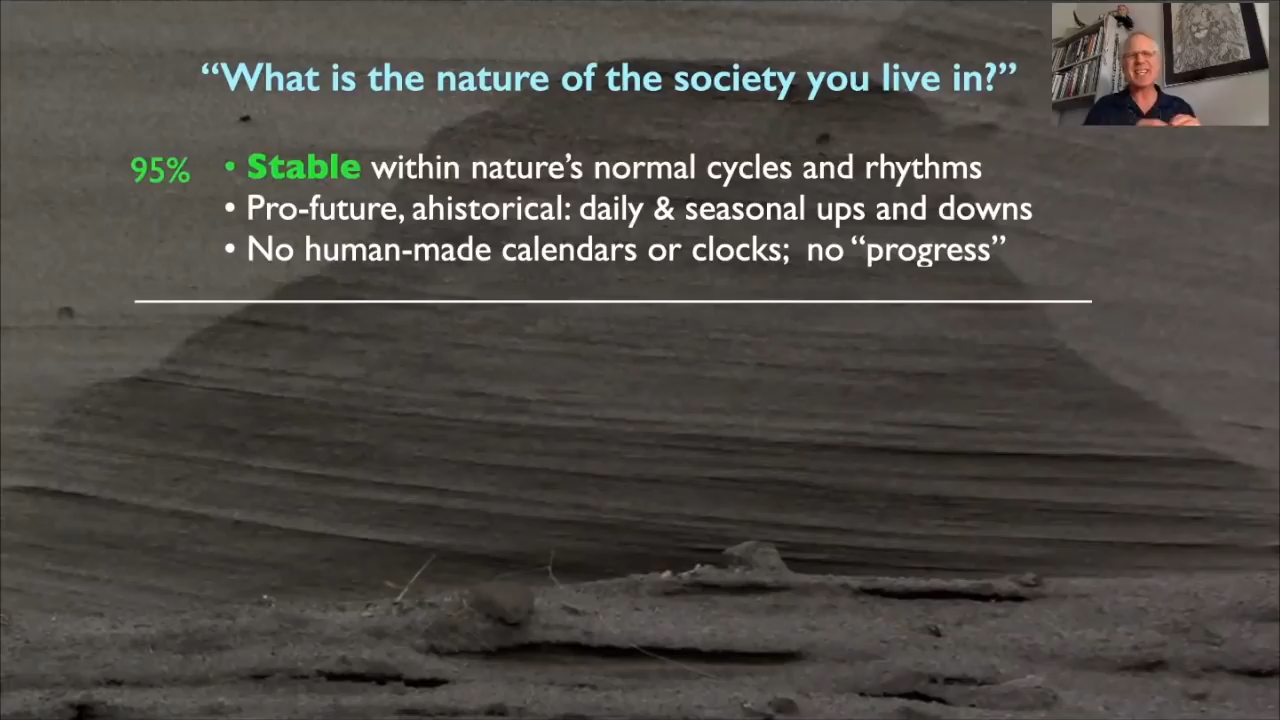 “What is the nature of the society you live in?”
95% • Stable within nature’s normal cycles and rhythms
• Pro-future, ahistorical: daily & seasonal ups and downs
• No human-made calendars or clocks; no “progress”